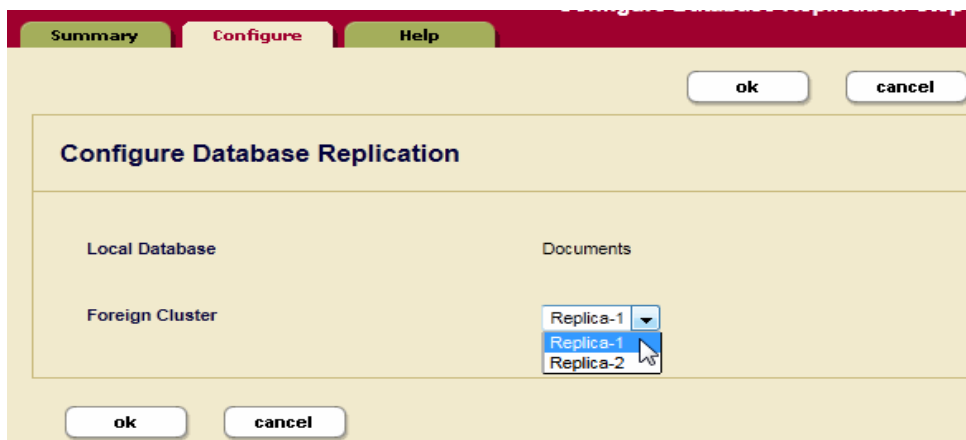 Summary Configure Help
ok cancel
Configure Database Replication
Local Database Documents
Foreign Cluster Replica-1
Replica-1
Replica-2
ok cancel